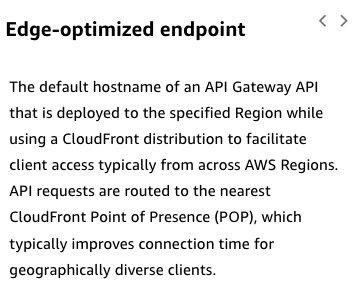 Edge-optimized endpoint
The default hostname of an API Gateway API
that is deployed to the specified Region while
using a CloudFront distribution to facilitate
client access typically from across AWS Regions.
API requests are routed to the nearest
CloudFront Point of Presence (POP), which
typically improves connection time for
geographically diverse clients.